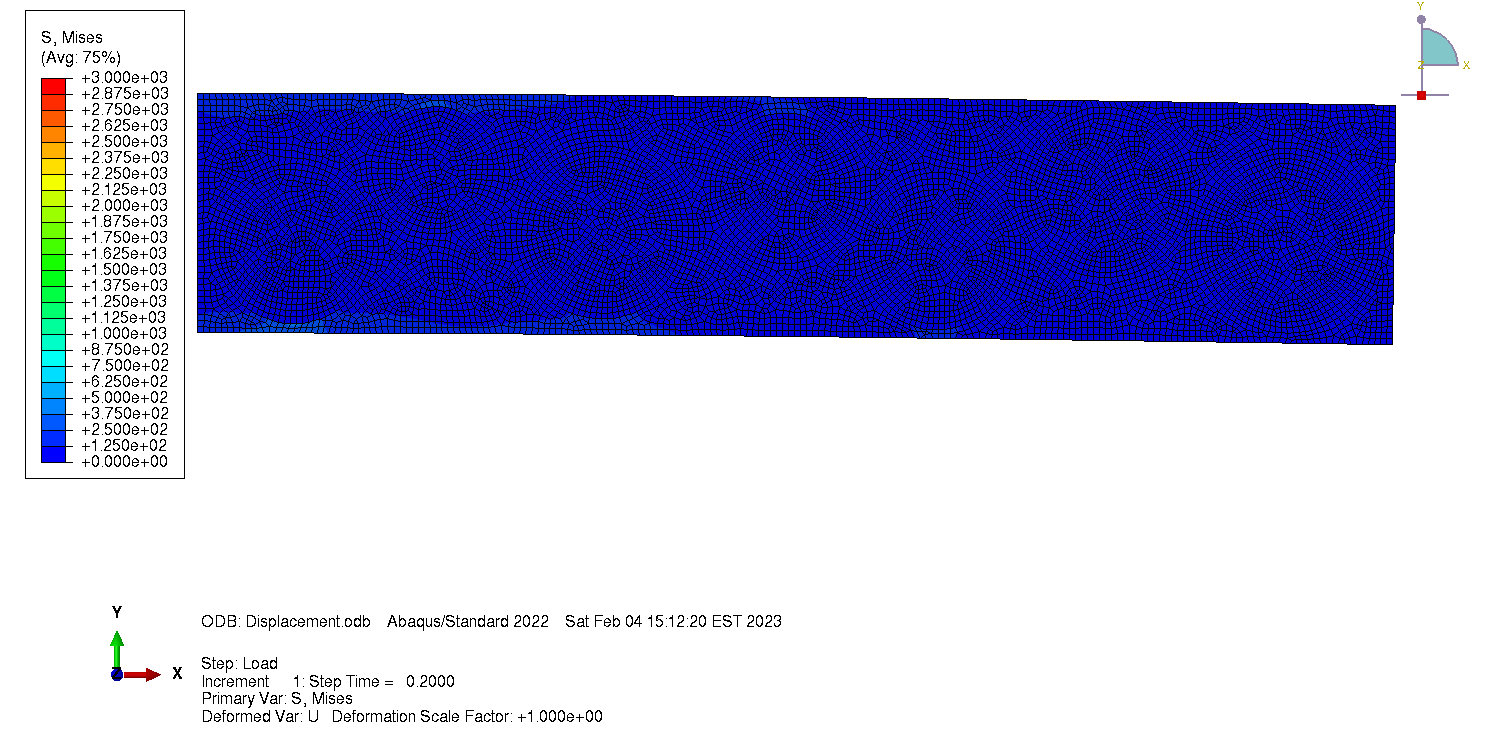 S, Mises
(Avg: 75%)
+3.000e+03
+2.875e+03
+2.750e+03
+2.625e+03
+2.500e+03
+2.375e+03
+2.250e+03
+2.125e+03
+2.000e+03
+1.875e+03
+1.750e+03
+1.625e+03
+1.500e+03
+1.375e+03
+1.250e+03
+1.125e+03
+1.000e+03
+8.750e+02
+7.500e+02
+6.250e+02
+5.000e+02
+3.750e+02
+2.500e+02
+1.250e+02
+0.000e+00
Y
Z X
Y
Z X
ODB: Displacement.odb Abaqus/Standard 2022 Sat Feb 04 15:12:20 EST 2023
Step: Load
Increment 1: Step Time = 0.2000
Primary Var: S, Mises
Deformed Var: U Deformation Scale Factor: +1.000e+00